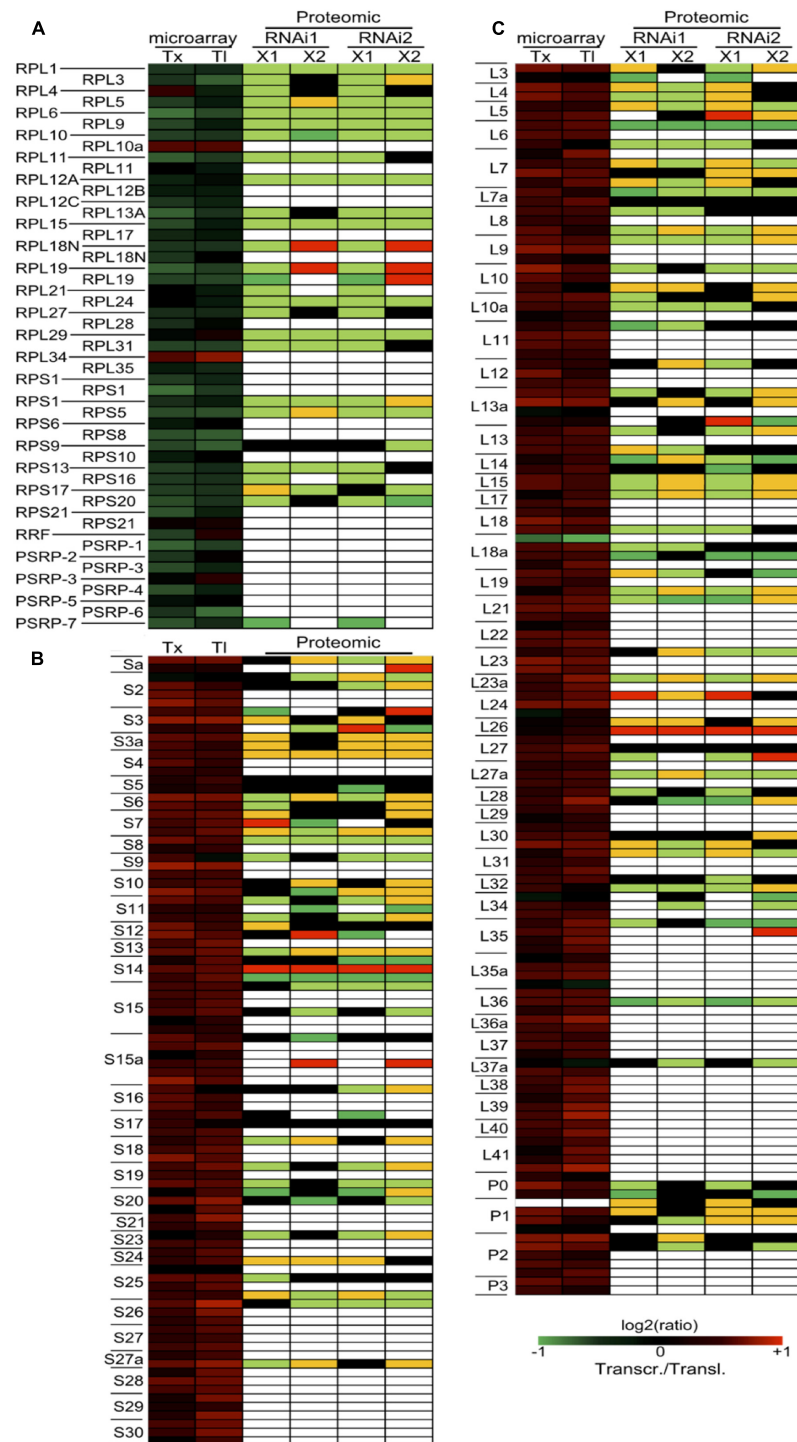 A
Proteomic
microarray
RNAi1
RNAi2
Tx
Tl
X1
X2
X1
X2
RPL1
RPL3
RPL4
RPL5
RPL6
RPL9
RPL10
RPL10a
RPL11
RPL11
RPL12A
RPL12B
RPL12C
RPL13A
RPL15
RPL17
RPL18N
RPL18N
RPL19
RPL19
RPL21
RPL24
RPL27
RPL28
RPL29
RPL31
RPL34
RPL35
RPS1
RPS1
RPS1
RPS5
RPS6
RPS8
RPS9
RPS10
RPS13
RPS16
RPS17
RPS20
RPS21
RPS21
RRF
PSRP-1
PSRP-2
PSRP-3
PSRP-3
PSRP-4
PSRP-5
PSRP-6
PSRP-7
B
Tx
Tl
Proteomic
Sa
S2
S3
S3a
S4
S5
S6
S7
S8
S9
S10
S11
S12
S13
S14
S15
S15a
S16
S17
S18
S19
S20
S21
S23
S24
S25
S26
S27
S27a
S28
S29
S30
C
Proteomic
microarray
RNAi1
RNAi2
Tx
Tl
X1
X2
X1
X2
L3
L4
L5
L6
L7
L7a
L8
L9
L10
L10a
L11
L12
L13a
L13
L14
L15
L17
L18
L18a
L19
L21
L22
L23
L23a
L24
L26
L27
L27a
L28
L29
L30
L31
L32
L34
L35
L35a
L36
L36a
L37
L37a
L38
L39
L40
L41
P0
P1
P2
P3
log2(ratio)
-1
0
+1
Transcr./Transl.